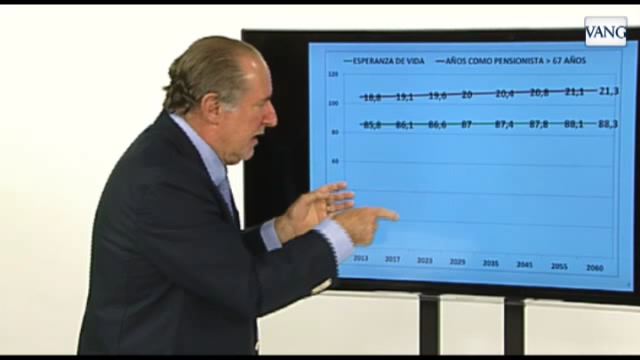 VANG
ESPERANZA DE VIDA AÑOS COMO PENSIONISTA > 67 AÑOS
120
18,8 19,1 19,6 20 20,4 20,8 21,1 21,3
100
85,8 86,1 86,6 87 87,4 87,8 88,1 88,3
80
60
2013 2017 2023 2029 2035 2045 2055 2060